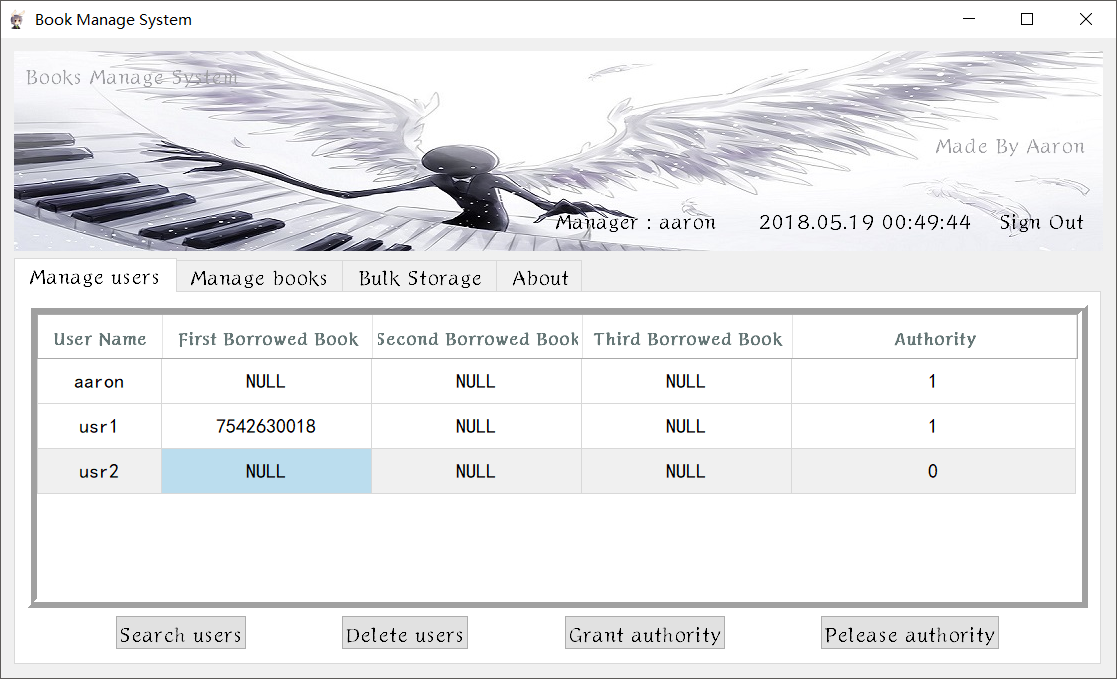 Book Manage System
Books Manage System
Made By Aaron
Manager : aaron 2018.05.19 00:49:44 Sign Out
Manage users Manage books Bulk Storage About
User Name First Borrowed Book Second Borrowed Book Third Borrowed Book Authority
aaron NULL NULL NULL 1
usr1 7542630018 NULL NULL 1
usr2 NULL NULL NULL 0
Search users Delete users Grant authority Pelease authority